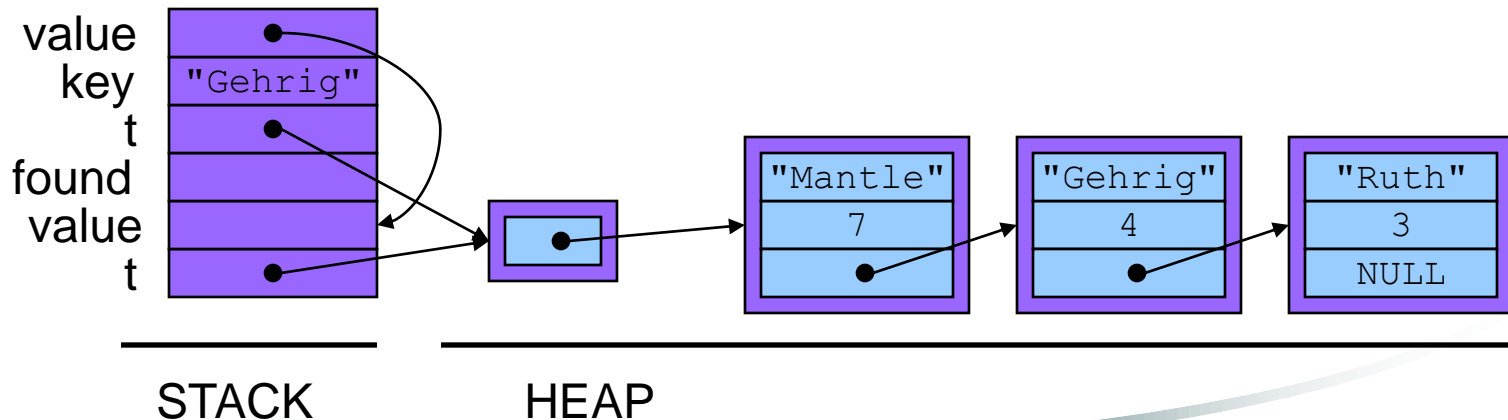 value
key "Gehrig"
t
found
value
t
"Mantle" "Gehrig" "Ruth"
7 4 3
NULL
STACK HEAP